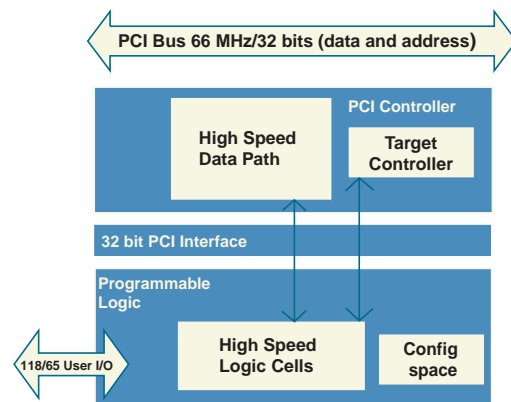 PCI Bus 66 MHz/32 bits (data and address)
PCI Controller
High Speed
Data Path
Target
Controller
32 bit PCI Interface
Programmable
Logic
High Speed
Logic Cells
Config
space
118/65 User I/O